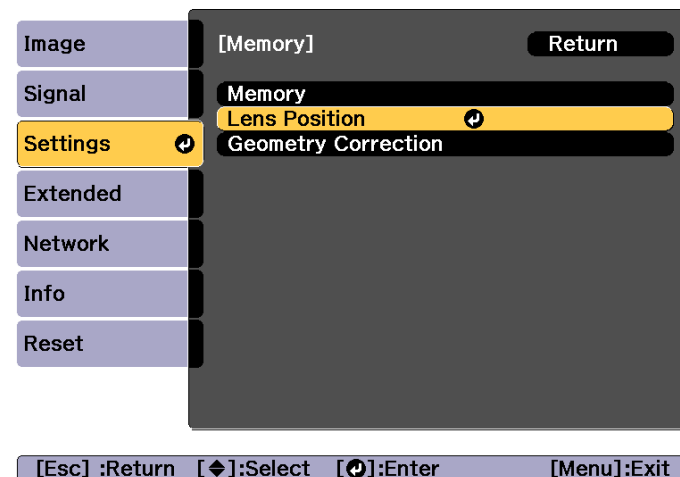 Image
Signal
Settings
Extended
Network
Info
Reset
[Memory] Return
Memory
Lens Position
Geometry Correction
[Esc] :Return [◆]:Select [↵]:Enter [Menu]:Exit